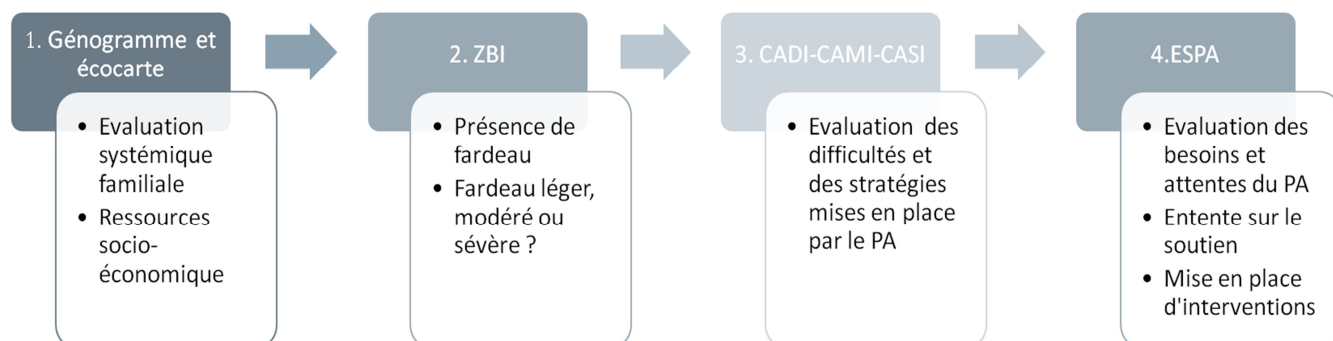 1. Génogramme et
écocarte
• Evaluation
systémique
familiale
• Ressources
socio-
économique
2. ZBI
• Présence de
fardeau
• Fardeau léger,
modéré ou
sévère ?
3. CADI-CAMI-CASI
• Evaluation des
difficultés et
des stratégies
mises en place
par le PA
4.ESPA
• Evaluation des
besoins et
attentes du PA
• Entente sur le
soutien
• Mise en place
d'interventions